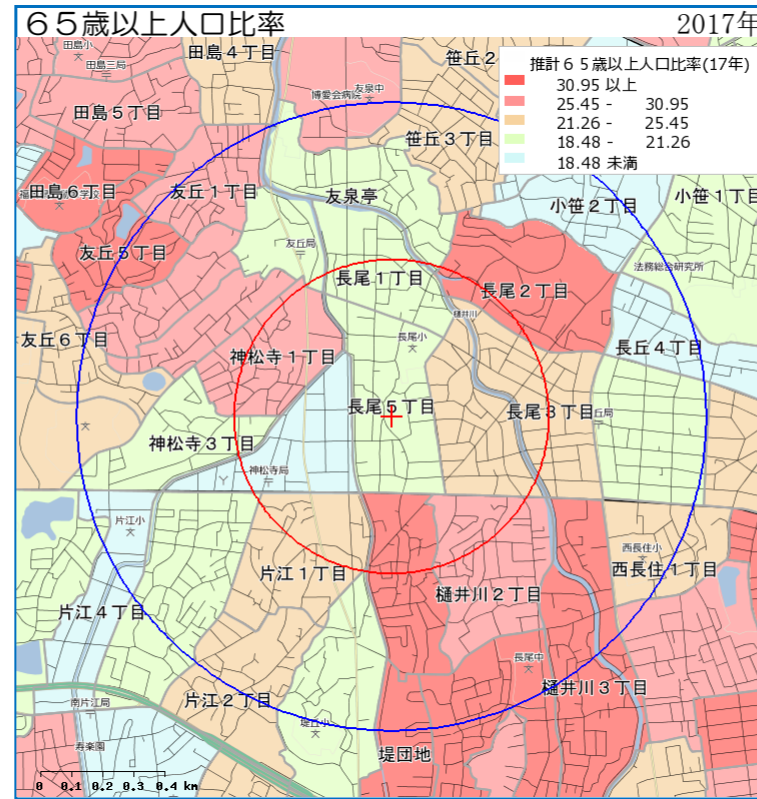 65歳以上人口比率
2017年
推計65歳以上人口比率(17年)
30.95 以上
25.45 - 30.95
21.26 - 25.45
18.48 - 21.26
18.48 未満
田島小
田島三局
田島4丁目
笹丘2
博愛会病院
友泉中
田島5丁目
笹丘3丁目
田島6丁目
友丘1丁目
友泉亭
小笹2丁目
小笹1丁目
友丘5丁目
友丘局
法務総合研究所
長尾1丁目
長尾2丁目
樋井川
友丘6丁目
長尾小
長丘4丁目
神松寺1丁目
長尾5丁目
長尾3丁目
丘局
神松寺3丁目
神松寺局
片江小
西長住小
片江1丁目
西長住1丁目
樋井川2丁目
片江4丁目
長尾中
樋井川3丁目
南片江局
片江2丁目
堤丘小
寿楽園
堤団地
0 0.1 0.2 0.3 0.4 km